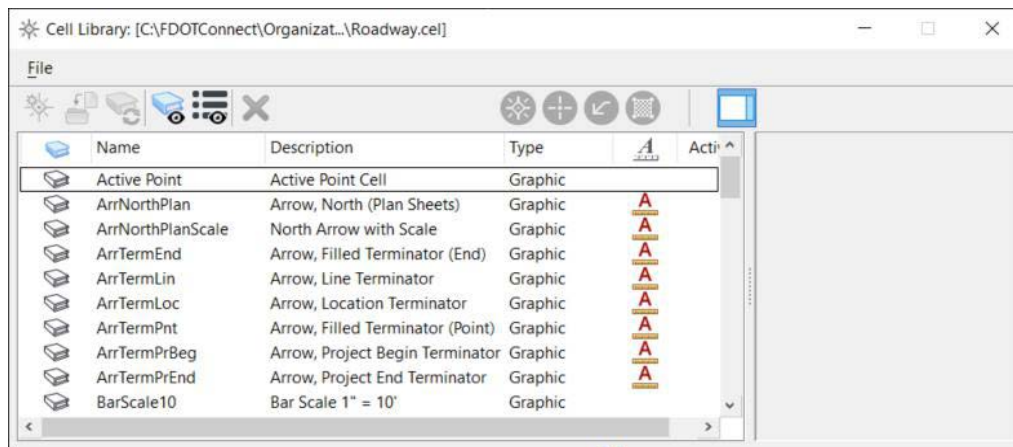 Cell Library: [C:\FDOTConnect\Organizat...\Roadway.cel]
File
Name Description Type A Activ
Active Point Active Point Cell Graphic
ArrNorthPlan Arrow, North (Plan Sheets) Graphic A
ArrNorthPlanScale North Arrow with Scale Graphic A
ArrTermEnd Arrow, Filled Terminator (End) Graphic A
ArrTermLin Arrow, Line Terminator Graphic A
ArrTermLoc Arrow, Location Terminator Graphic A
ArrTermPnt Arrow, Filled Terminator (Point) Graphic A
ArrTermPrBeg Arrow, Project Begin Terminator Graphic A
ArrTermPrEnd Arrow, Project End Terminator Graphic A
BarScale10 Bar Scale 1" = 10' Graphic